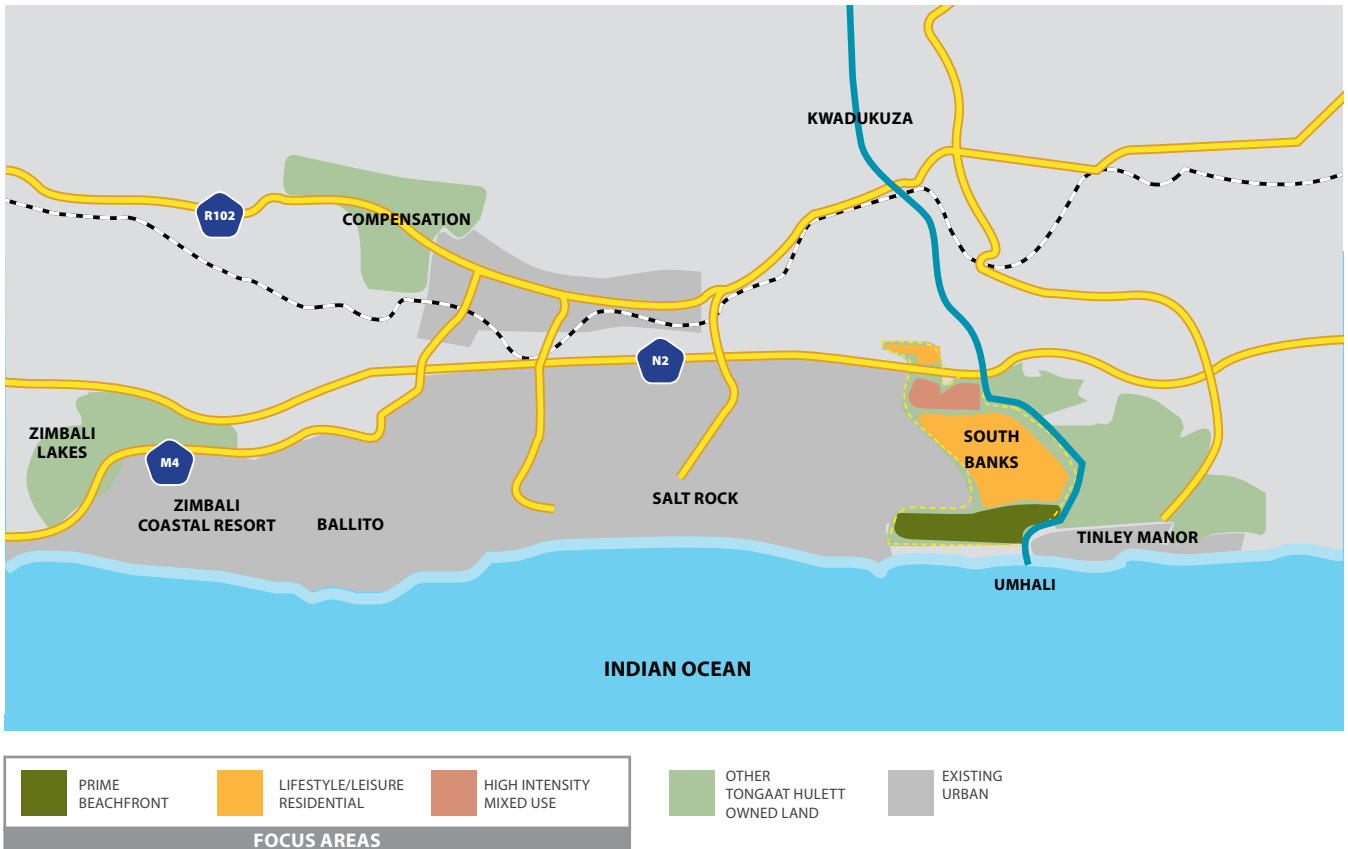 KWADUKUZA
R102
COMPENSATION
N2
ZIMBALI
LAKES
M4
SOUTH
BANKS
ZIMBALI
COASTAL RESORT
BALLITO
SALT ROCK
TINLEY MANOR
UMHALI
INDIAN OCEAN
PRIME
BEACHFRONT
LIFESTYLE/LEISURE
RESIDENTIAL
HIGH INTENSITY
MIXED USE
FOCUS AREAS
OTHER
TONGAAT HULETT
OWNED LAND
EXISTING
URBAN